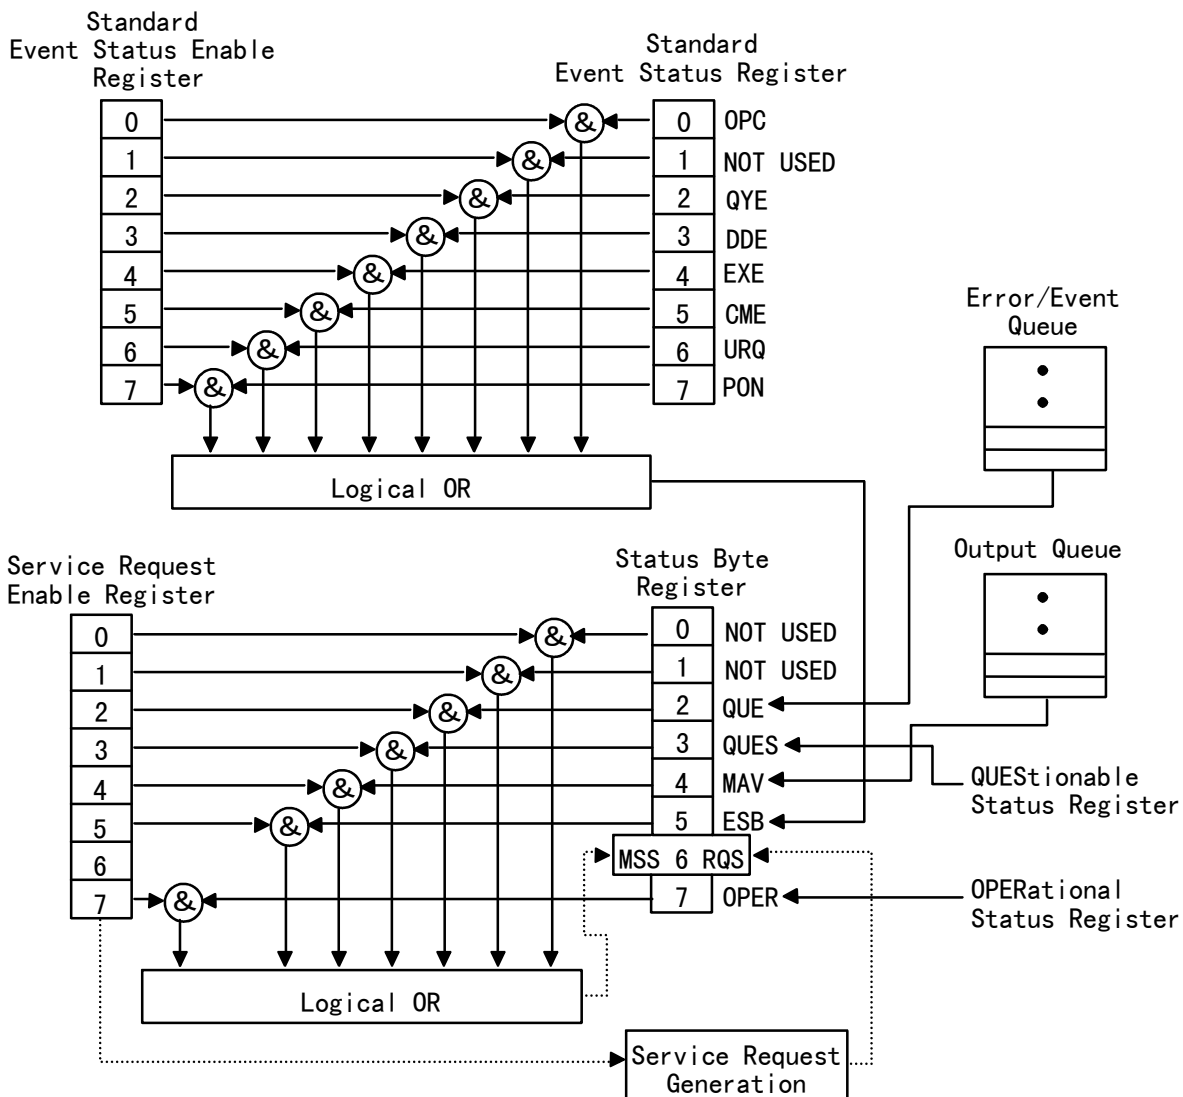 Standard
Event Status Enable
Register
Standard
Event Status Register
0 & 0 OPC
1 & 1 NOT USED
2 & 2 QYE
3 & 3 DDE
4 & 4 EXE
5 & 5 CME
6 & 6 URQ
7 & 7 PON
Logical OR
Error/Event
Queue
Output Queue
Service Request
Enable Register
Status Byte
Register
0 & 0 NOT USED
1 & 1 NOT USED
2 & 2 QUE
3 & 3 QUES
4 & 4 MAV
5 & 5 ESB
6 MSS 6 RQS
7 & 7 OPER
QUEStionable
Status Register
OPERational
Status Register
Logical OR
Service Request
Generation